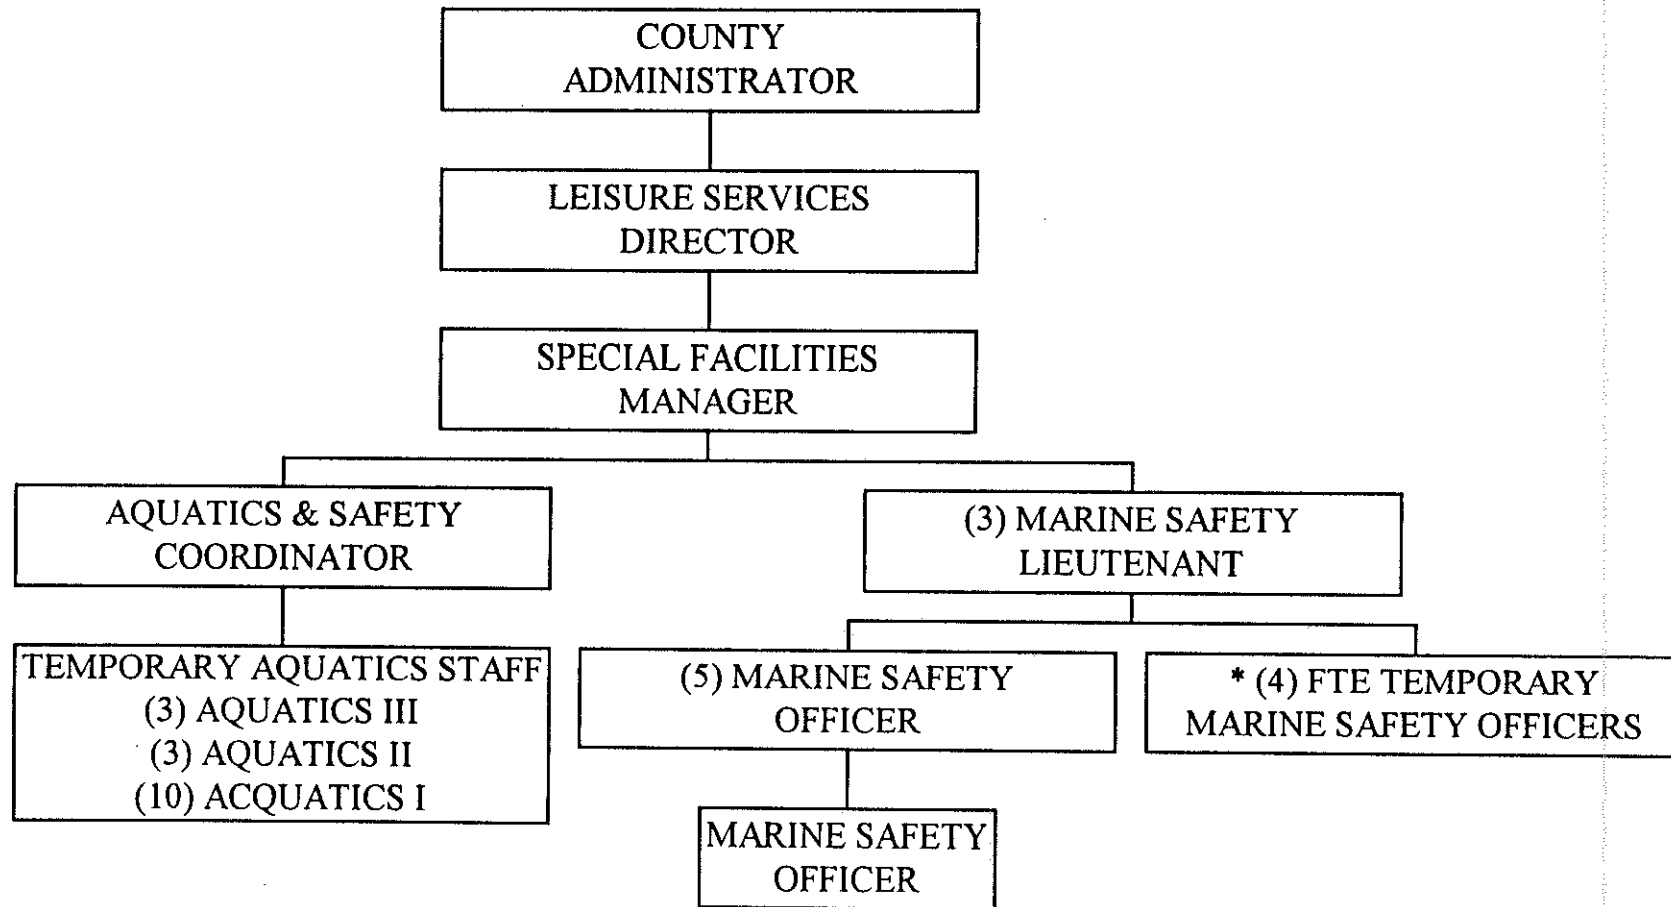 COUNTY
ADMINISTRATOR
LEISURE SERVICES
DIRECTOR
SPECIAL FACILITIES
MANAGER
AQUATICS & SAFETY
COORDINATOR
(3) MARINE SAFETY
LIEUTENANT
TEMPORARY AQUATICS STAFF
(3) AQUATICS III
(3) AQUATICS II
(10) ACQUATICS I
(5) MARINE SAFETY
OFFICER
* (4) FTE TEMPORARY
MARINE SAFETY OFFICERS
MARINE SAFETY
OFFICER